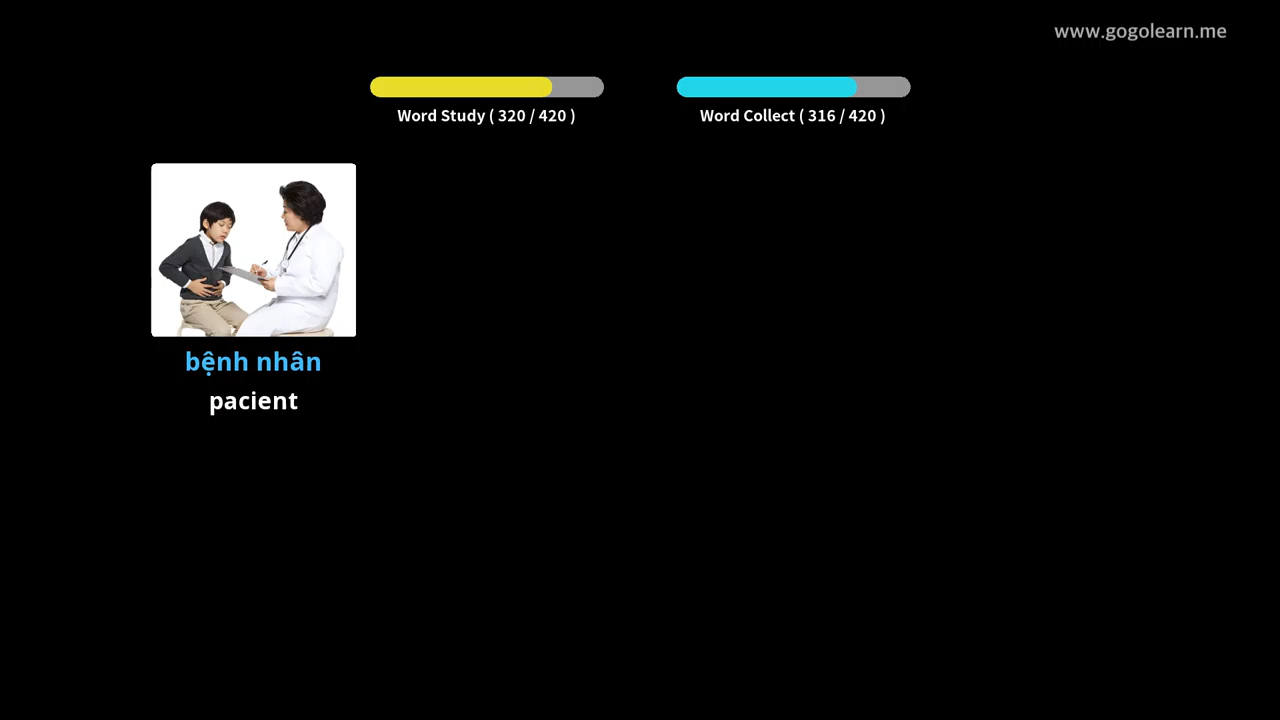 www.gogolearn.me
Word Study ( 320 / 420 )
Word Collect ( 316 / 420 )
bệnh nhân
pacient